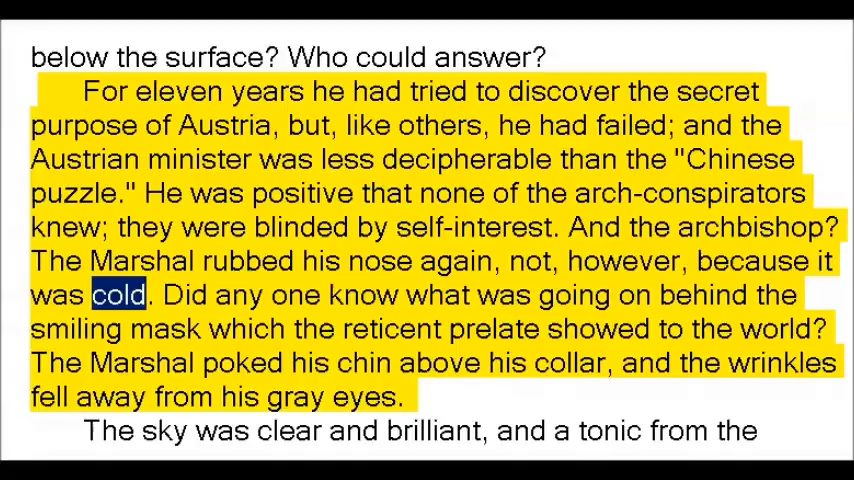 below the surface? Who could answer?
For eleven years he had tried to discover the secret
purpose of Austria, but, like others, he had failed; and the
Austrian minister was less decipherable than the "Chinese
puzzle." He was positive that none of the arch-conspirators
knew; they were blinded by self-interest. And the archbishop?
The Marshal rubbed his nose again, not, however, because it
was cold. Did any one know what was going on behind the
smiling mask which the reticent prelate showed to the world?
The Marshal poked his chin above his collar, and the wrinkles
fell away from his gray eyes.
The sky was clear and brilliant, and a tonic from the